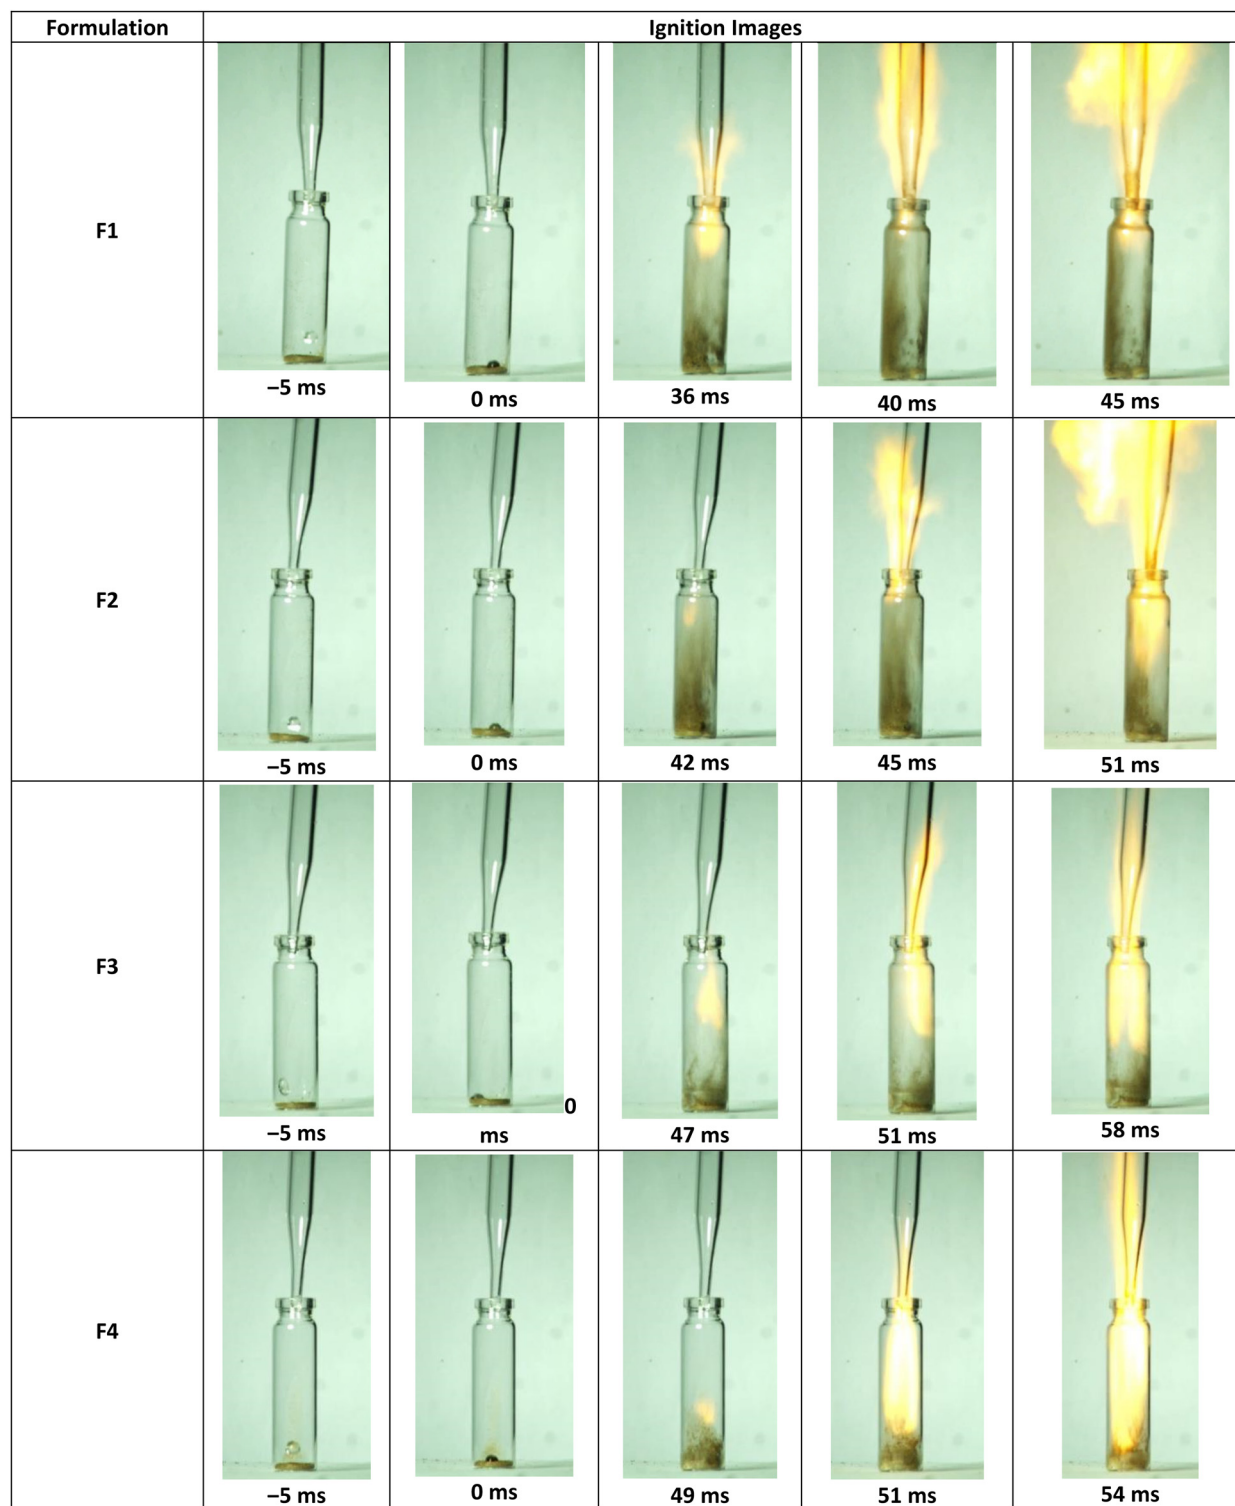 Formulation Ignition Images
F1
–5 ms 0 ms 36 ms 40 ms 45 ms
F2
–5 ms 0 ms 42 ms 45 ms 51 ms
F3
0
–5 ms ms 47 ms 51 ms 58 ms
F4
–5 ms 0 ms 49 ms 51 ms 54 ms